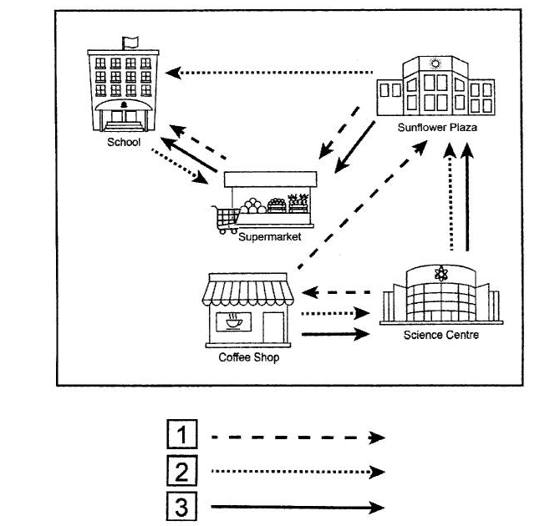 School
Sunflower Plaza
Supermarket
Coffee Shop
Science Centre
1
2
3